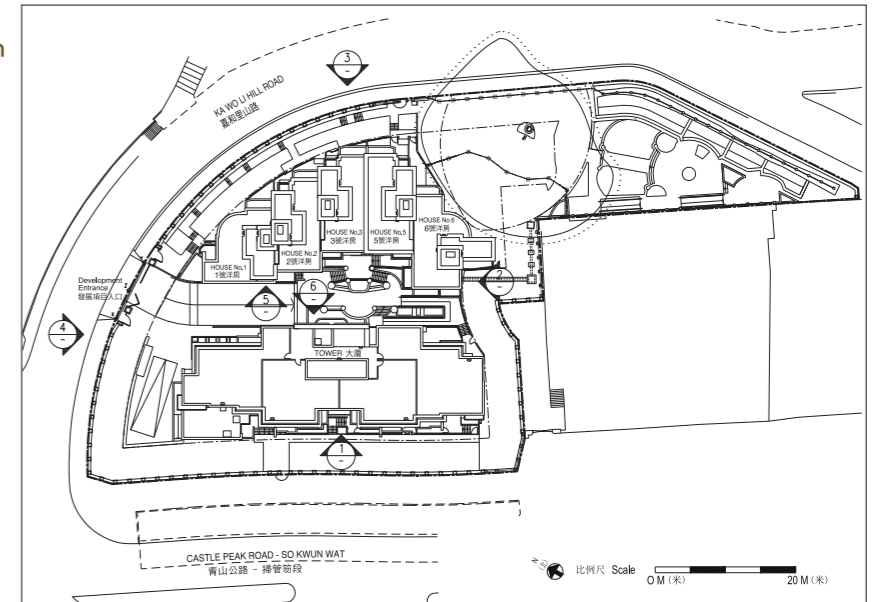 n
3
-
KA WO LI HILL ROAD
嘉和里山路
HOUSE No.1
1號洋房
HOUSE No.2
2號洋房
HOUSE No.3
3號洋房
HOUSE No.5
5號洋房
HOUSE No.6
6號洋房
Development
Entrance
發展項目入口
4
-
5
-
6
-
2
-
TOWER 大廈
1
-
CASTLE PEAK ROAD - SO KWUN WAT
青山公路 - 掃管笏段
N
比例尺 Scale
0 M (米)
20 M (米)